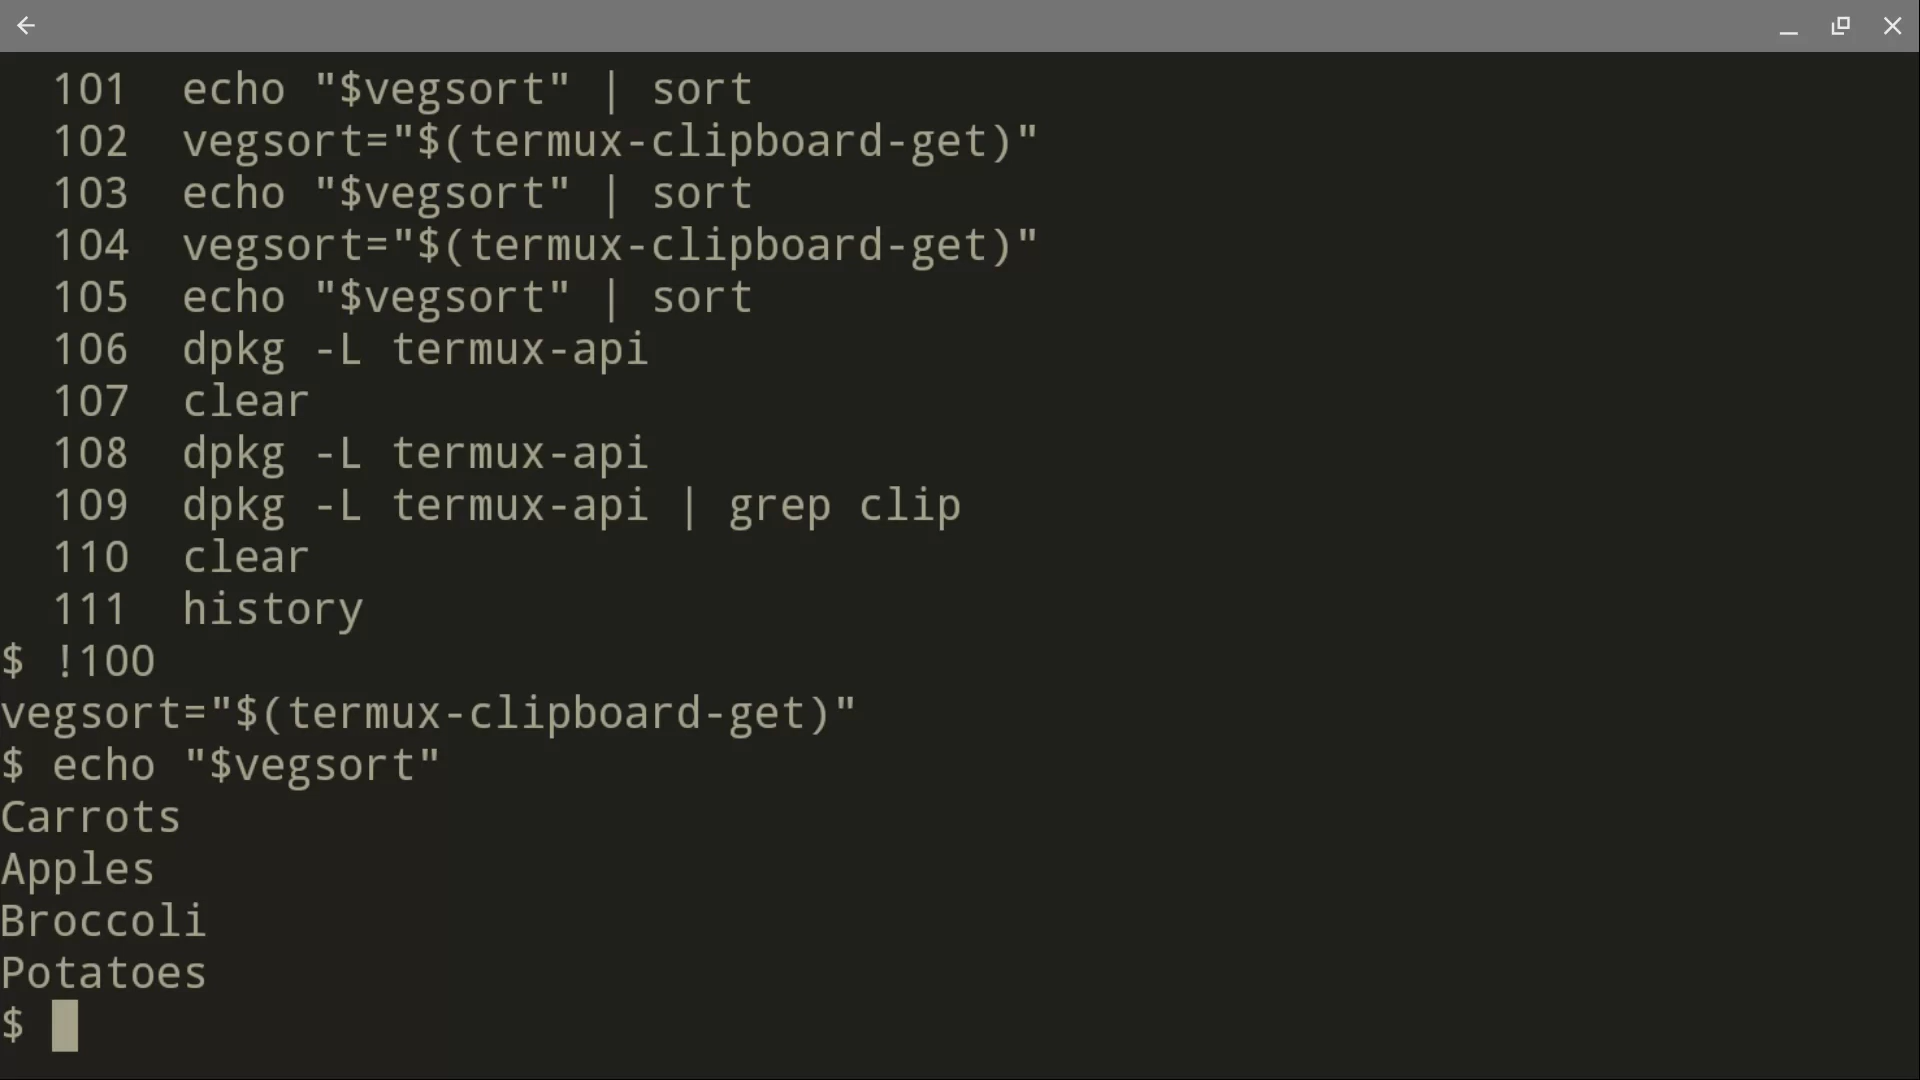 101 echo "$vegsort" | sort
102 vegsort="$(termux-clipboard-get)"
103 echo "$vegsort" | sort
104 vegsort="$(termux-clipboard-get)"
105 echo "$vegsort" | sort
106 dpkg -L termux-api
107 clear
108 dpkg -L termux-api
109 dpkg -L termux-api | grep clip
110 clear
111 history
$ !100
vegsort="$(termux-clipboard-get)"
$ echo "$vegsort"
Carrots
Apples
Broccoli
Potatoes
$